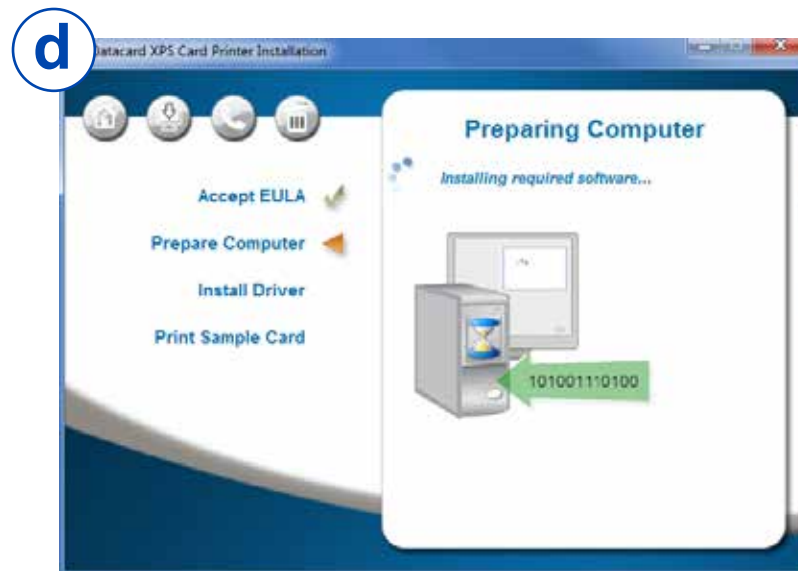 d
Datacard XPS Card Printer Installation
Preparing Computer
Installing required software...
Accept EULA
Prepare Computer
Install Driver
Print Sample Card
101001110100